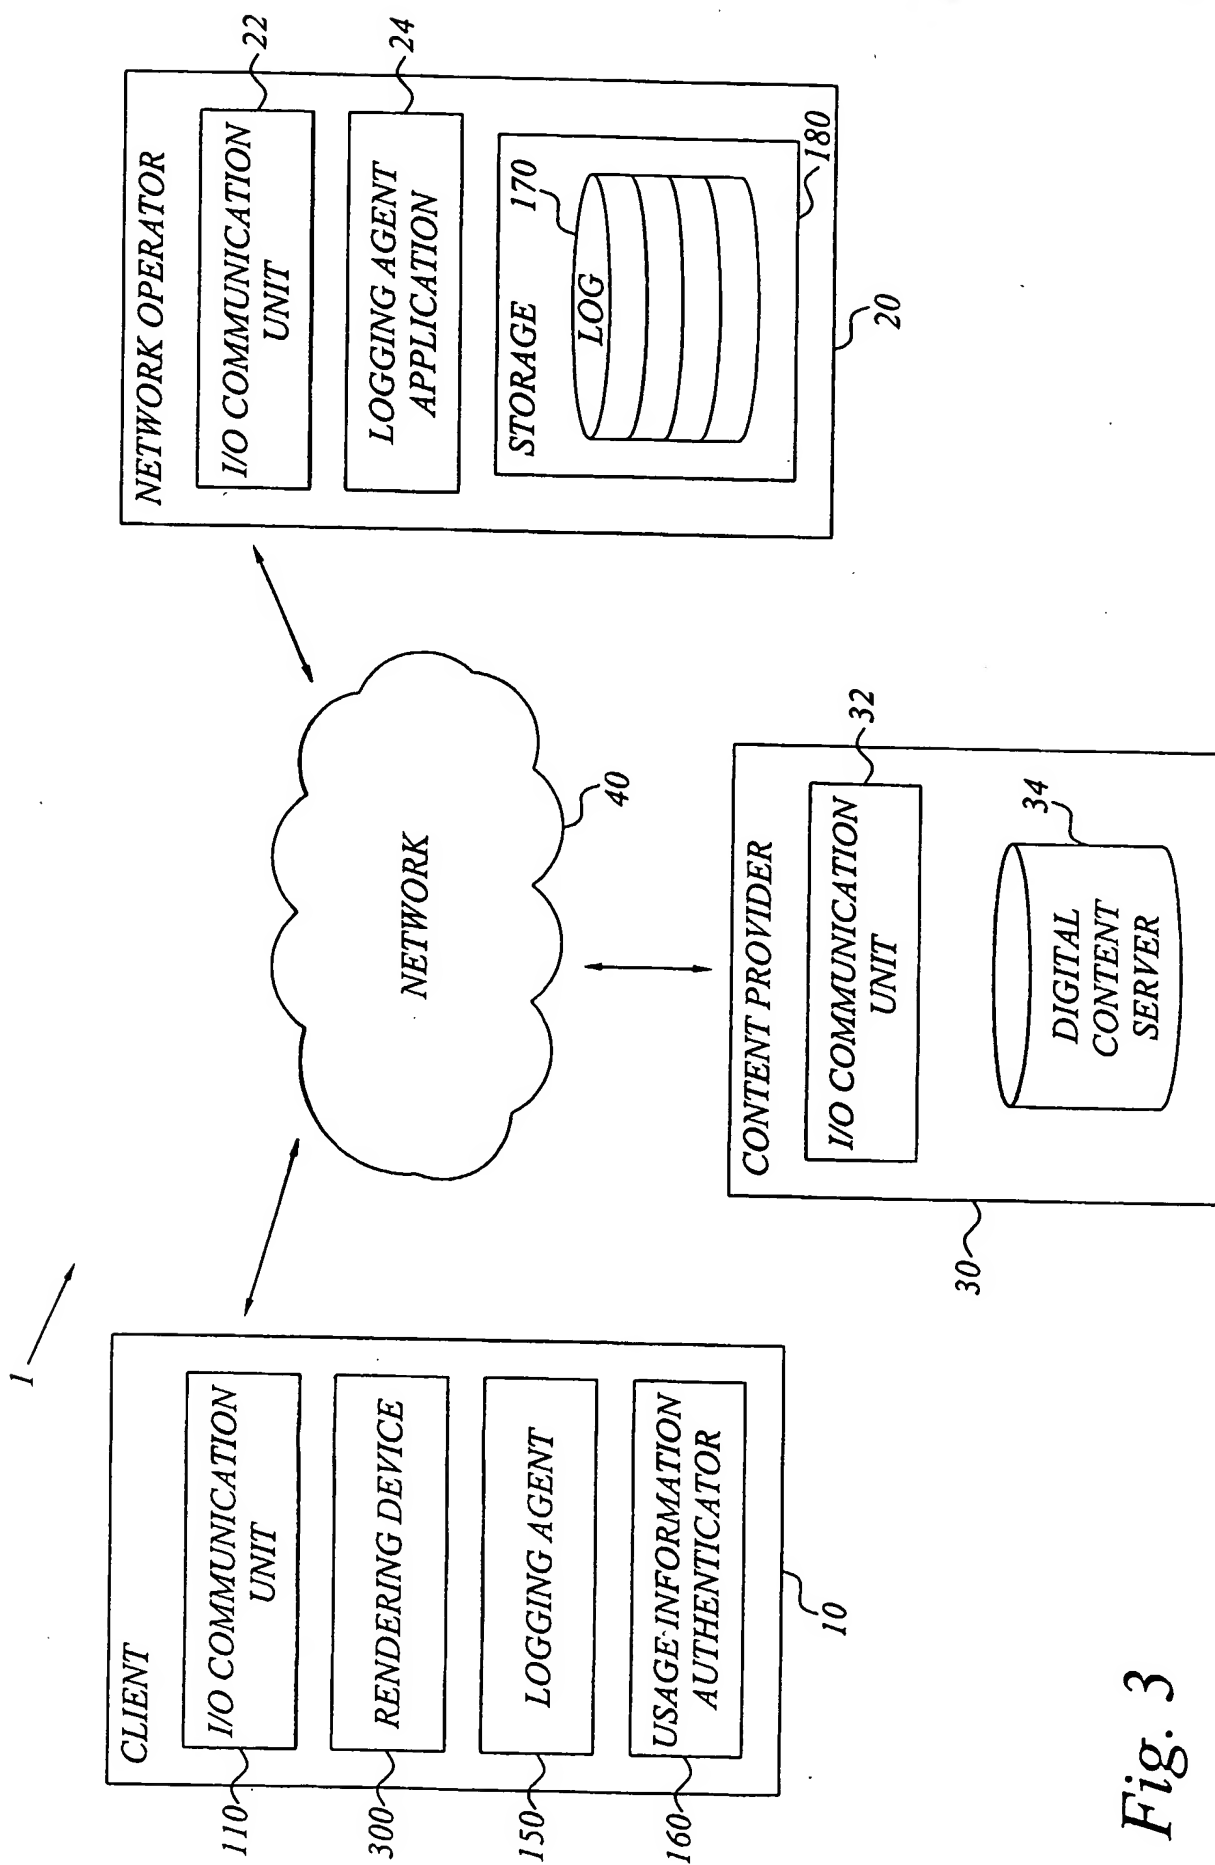 1
CLIENT
110
I/O COMMUNICATION
UNIT
300
RENDERING DEVICE
150
LOGGING AGENT
160
USAGE INFORMATION
AUTHENTICATOR
10
NETWORK
40
NETWORK OPERATOR
I/O COMMUNICATION
UNIT
22
LOGGING AGENT
APPLICATION
24
STORAGE
170
LOG
180
20
CONTENT PROVIDER
I/O COMMUNICATION
UNIT
32
34
DIGITAL
CONTENT
SERVER
30
Fig. 3